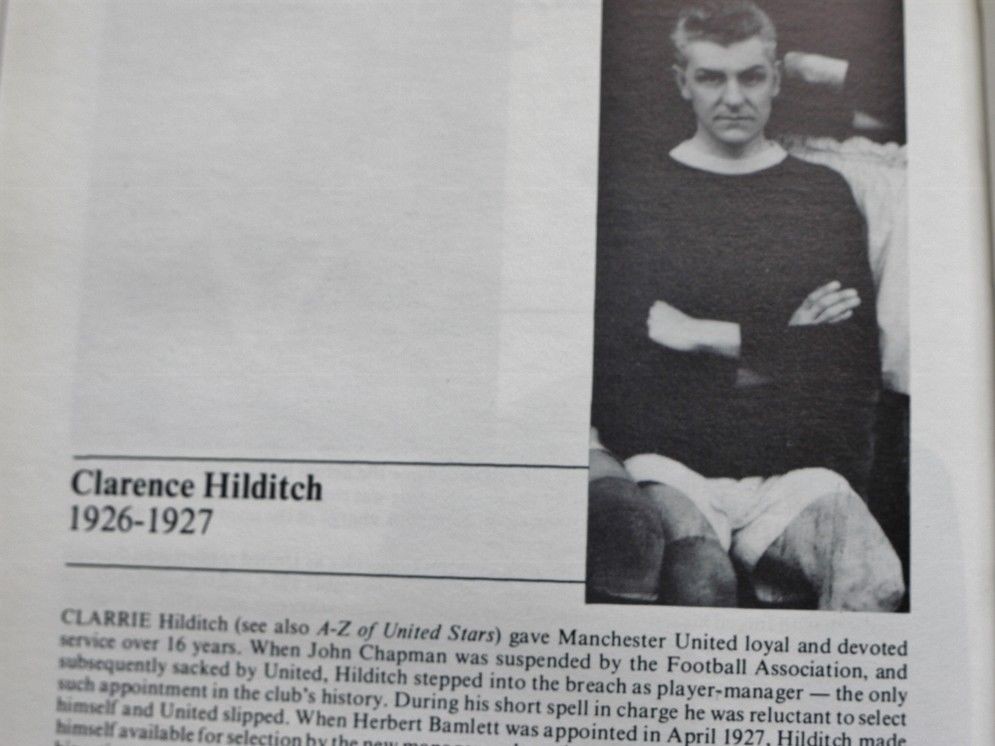 Clarence Hilditch
1926-1927
CLARRIE Hilditch (see also A-Z of United Stars) gave Manchester United loyal and devoted
service over 16 years. When John Chapman was suspended by the Football Association, and
subsequently sacked by United, Hilditch stepped into the breach as player-manager — the only
such appointment in the club's history. During his short spell in charge he was reluctant to select
himself and United slipped. When Herbert Bamlett was appointed in April 1927, Hilditch made
himself available for selection by the new